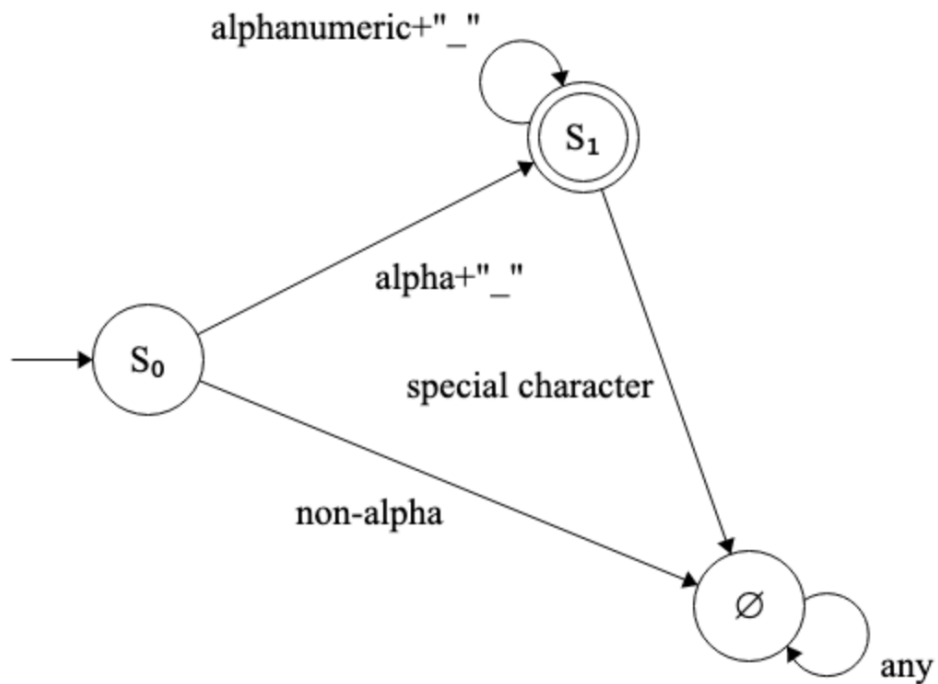 alphanumeric+"_"
S₁
alpha+"_"
S₀
special character
non-alpha
∅
any